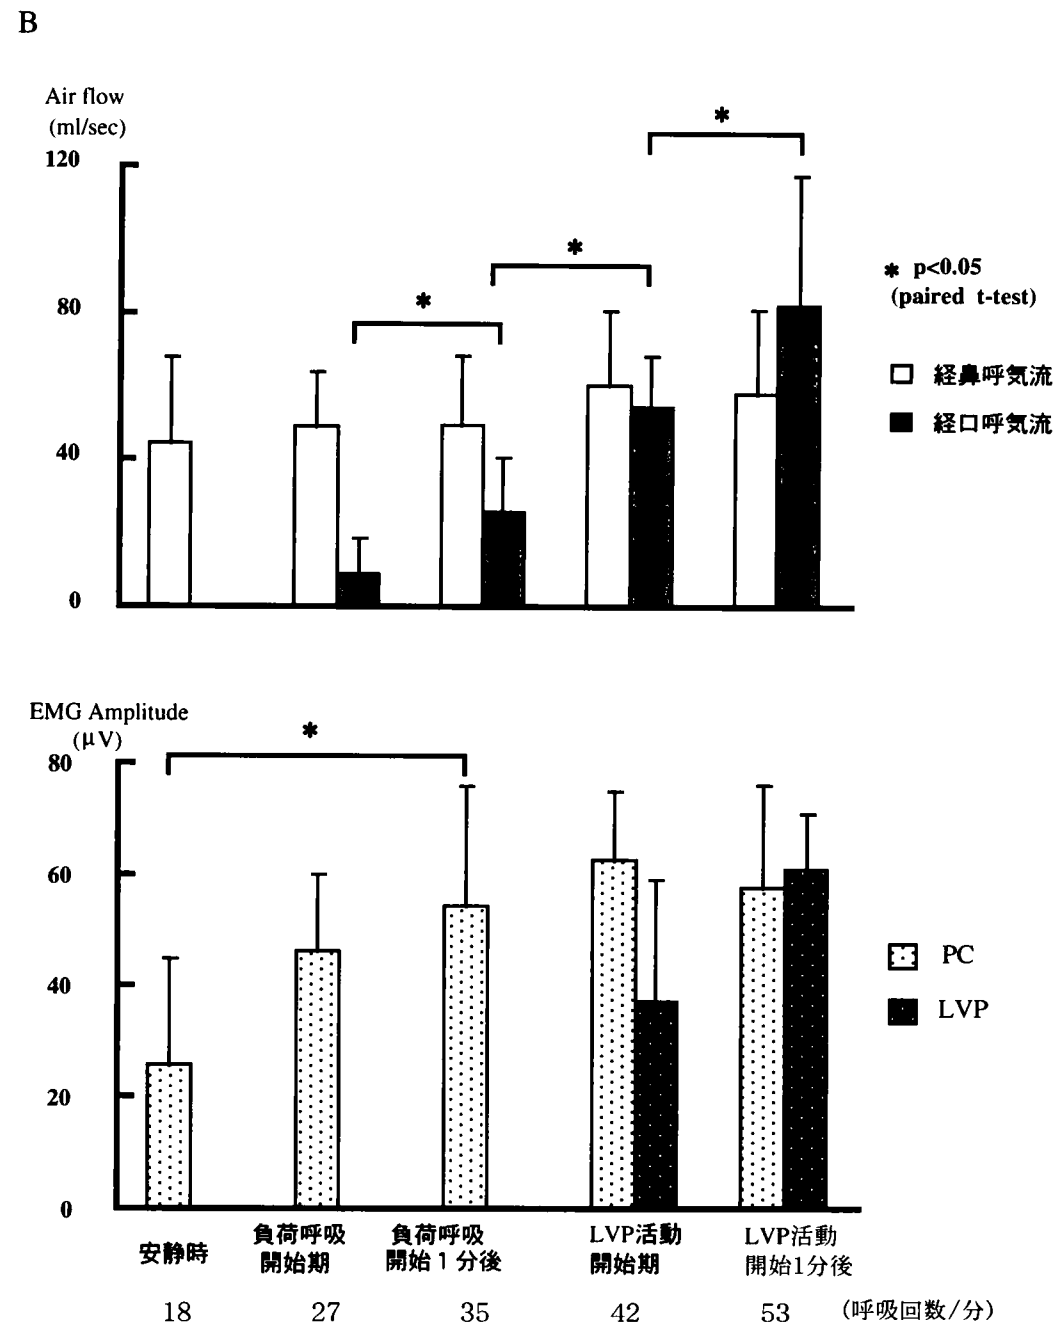 B
Air flow
(ml/sec)
120
80
40
0
*
*
*
* p<0.05
(paired t-test)
経鼻呼気流
経口呼気流
EMG Amplitude
(μV)
80
60
40
20
0
*
PC
LVP
安静時
負荷呼吸
開始期
負荷呼吸
開始1分後
LVP活動
開始期
LVP活動
開始1分後
18 27 35 42 53 (呼吸回数/分)